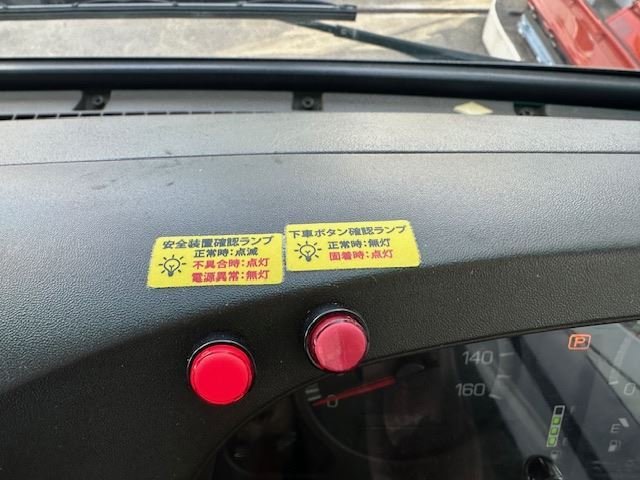 安全装置確認ランプ
正常時:点滅
不具合時:点灯
電源異常:無灯
下車ボタン確認ランプ
正常時:無灯
固着時:点灯
P
140
160
0
0
F
E